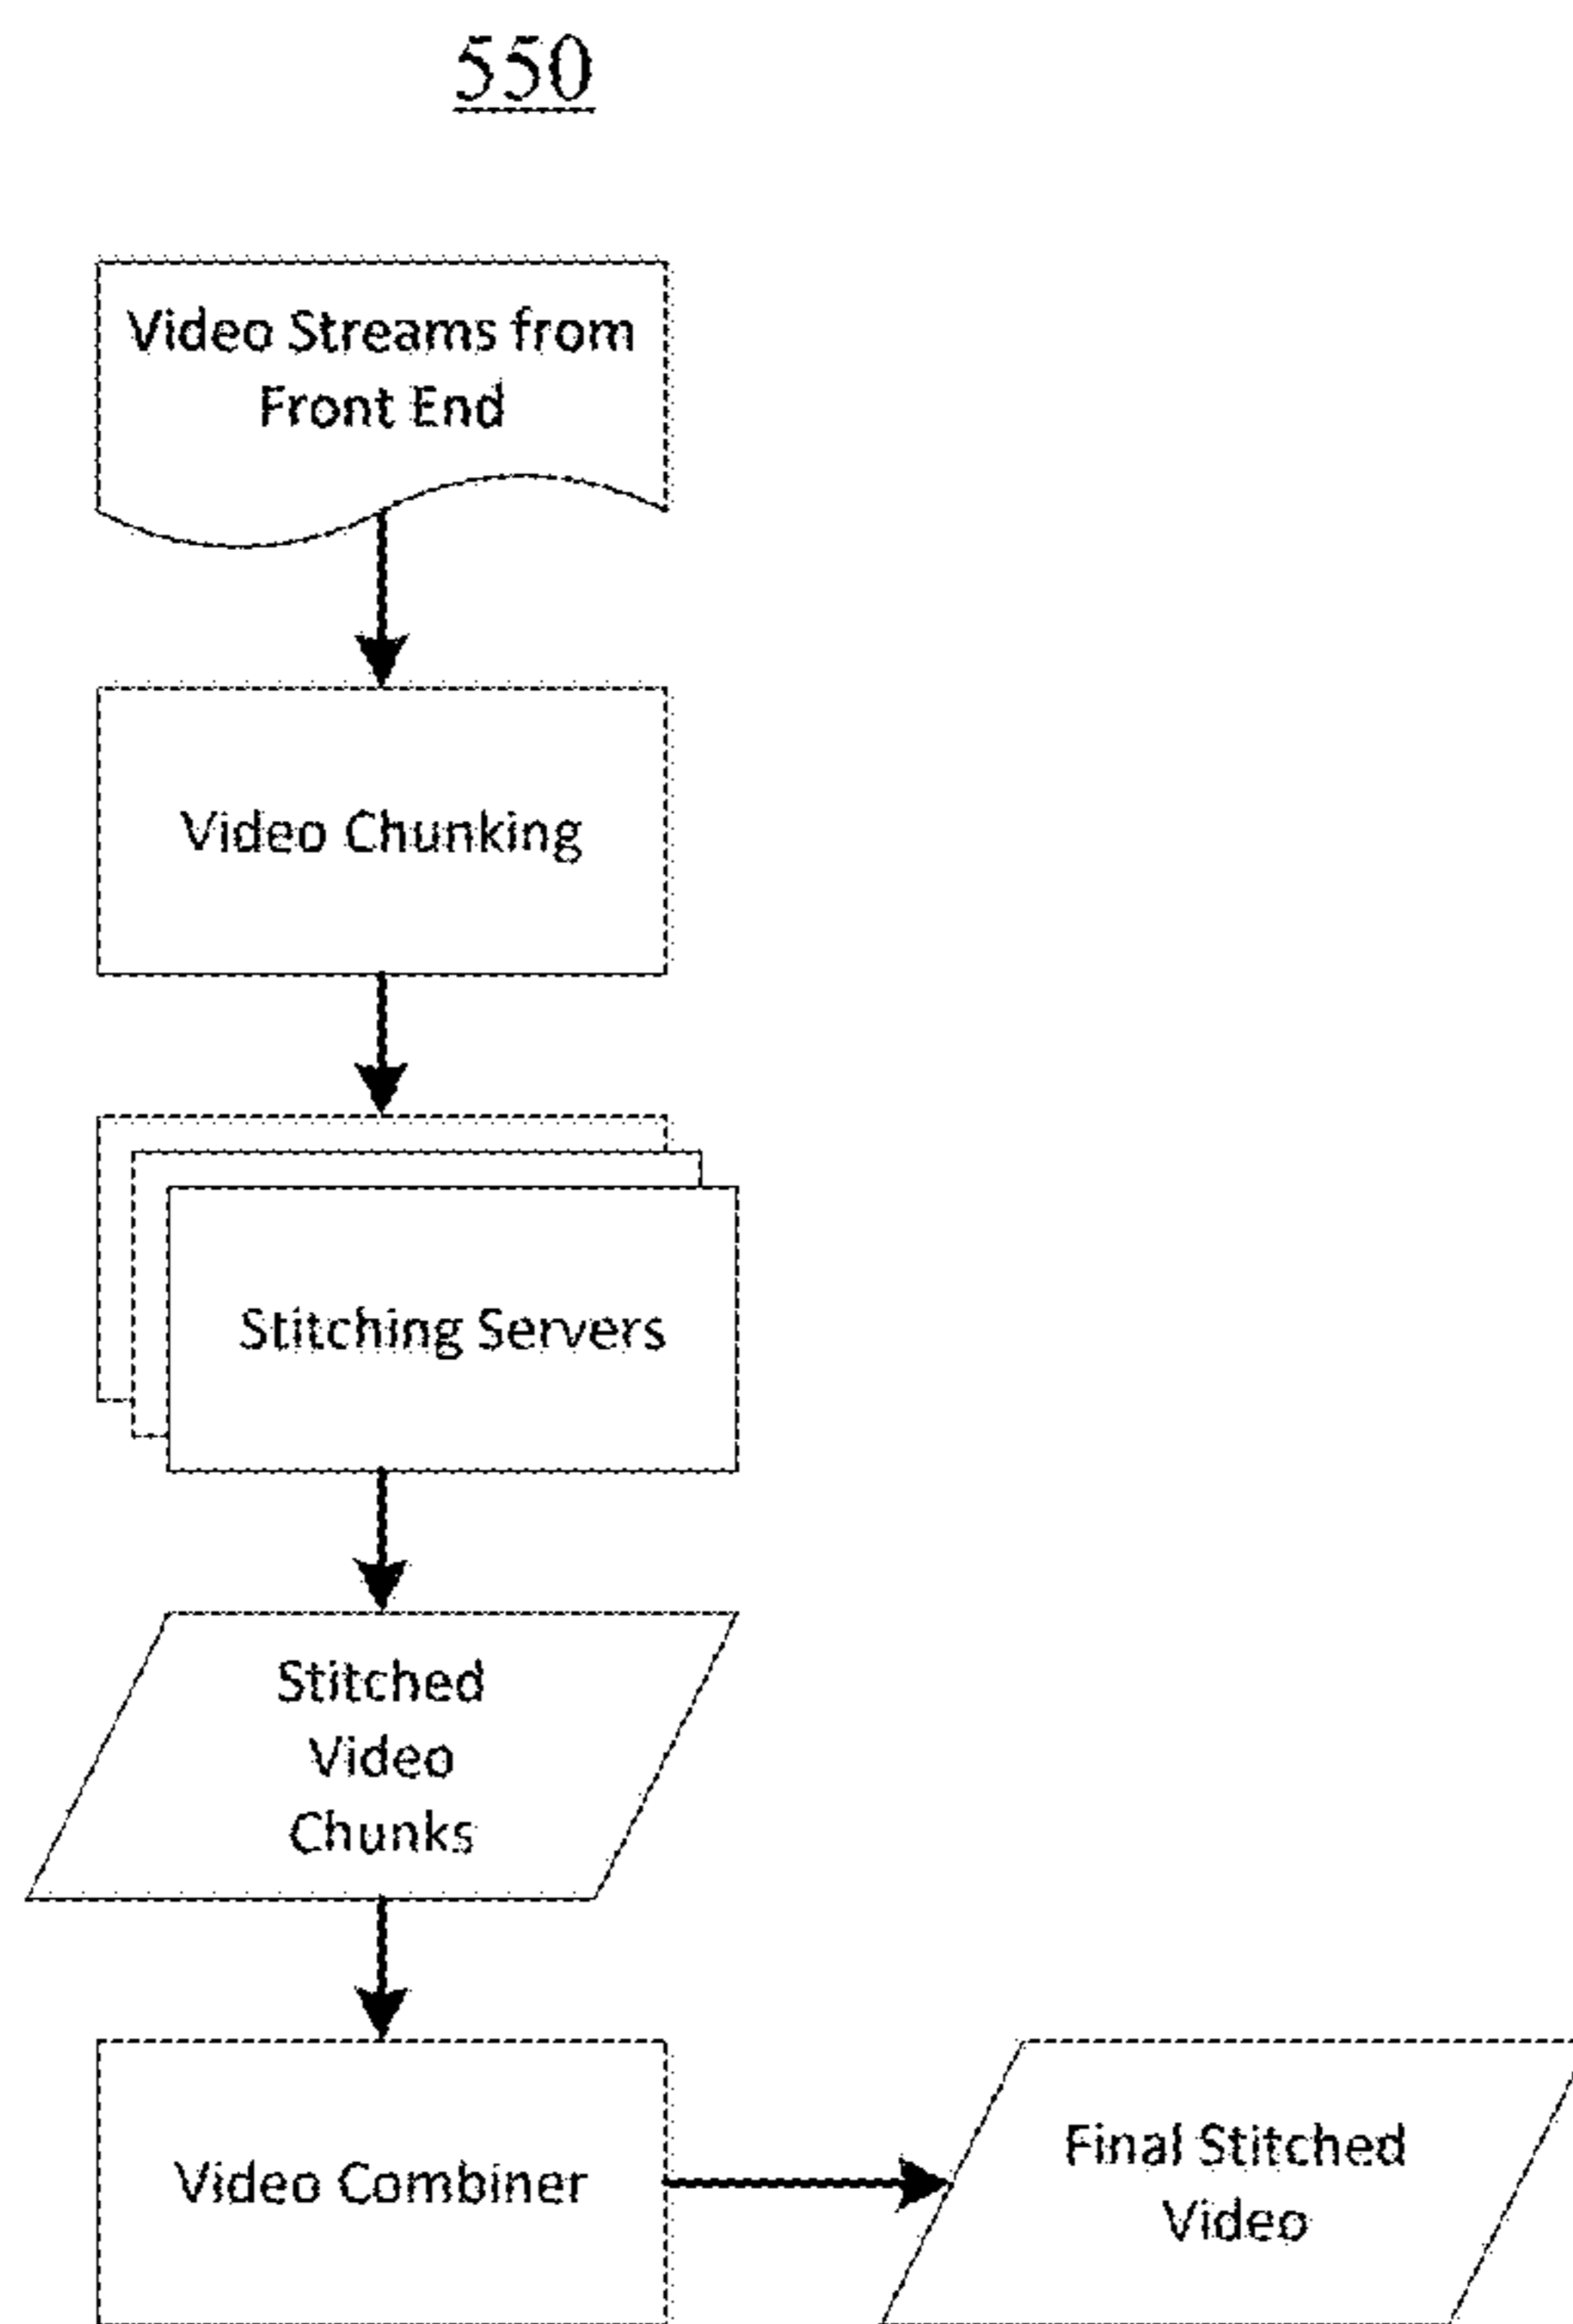 550
Video Streams from
Front End
Video Chunking
Stitching Servers
Stitched
Video
Chunks
Video Combiner
Final Stitched
Video